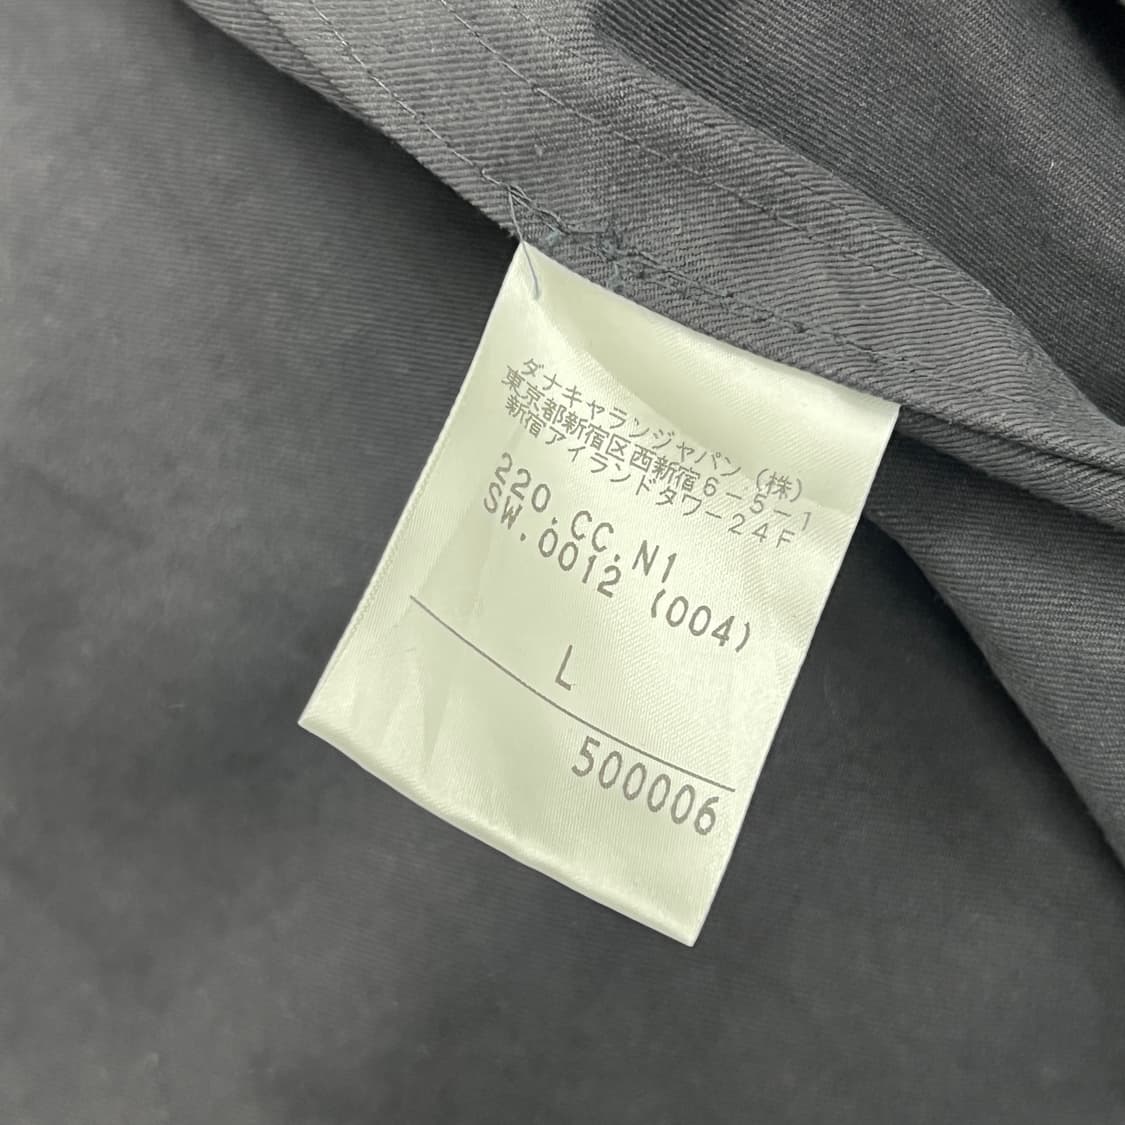 ダナキャランジャパン（株）
東京都新宿区西新宿６－５－１
新宿アイランドタワー２４Ｆ
220.CC.N1
SW.0012 (004)
L
500006